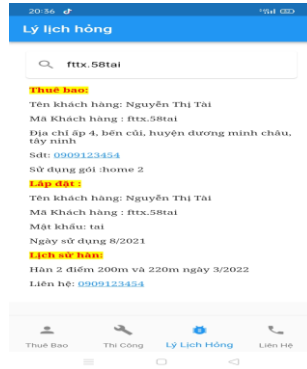 20:36
Lý lịch hỏng
fttx.58tai
Thuê bao:
Tên khách hàng: Nguyễn Thị Tài
Mã Khách hàng : fttx.58tai
Địa chỉ ấp 4, bến củi, huyện dương minh châu,
tây ninh
Sdt: 0909123454
Sử dụng gói :home 2
Lắp đặt :
Tên khách hàng: Nguyễn Thị Tài
Mã Khách hàng : fttx.58tai
Mật khẩu: tai
Ngày sử dụng 8/2021
Lịch sử hàn:
Hàn 2 điểm 200m và 220m ngày 3/2022
Liên hệ: 0909123454
Thuê Bao Thi Công Lý Lịch Hỏng Liên Hệ